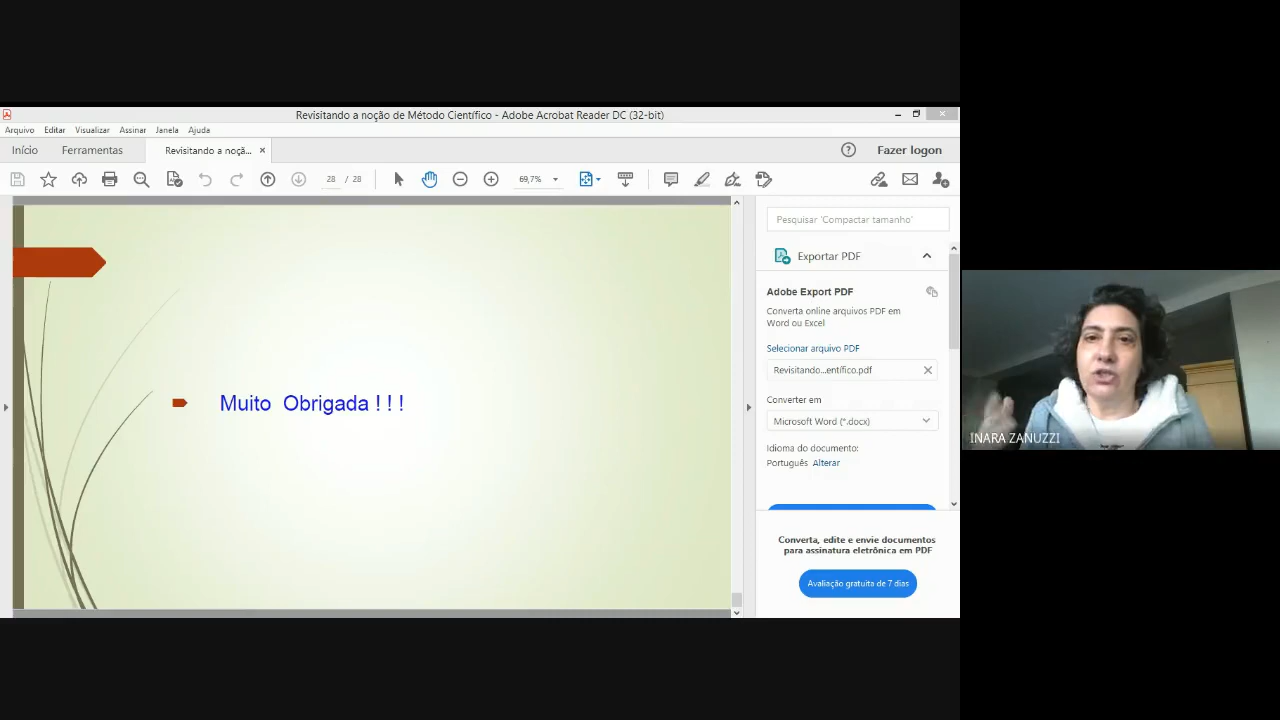 Revisitando a noção de Método Científico - Adobe Acrobat Reader DC (32-bit)
Arquivo Editar Visualizar Assinar Janela Ajuda
Início Ferramentas Revisitando a noçã... × Fazer logon
28 / 28 69,7%
Pesquisar 'Compactar tamanho'
Exportar PDF
Adobe Export PDF
Converta online arquivos PDF em
Word ou Excel
Selecionar arquivo PDF
Revisitando...entífico.pdf
Converter em
Microsoft Word (*.docx)
Idioma do documento:
Português Alterar
Converta, edite e envie documentos
para assinatura eletrônica em PDF
Avaliação gratuita de 7 dias
Muito Obrigada ! ! !
INARA ZANUZZI